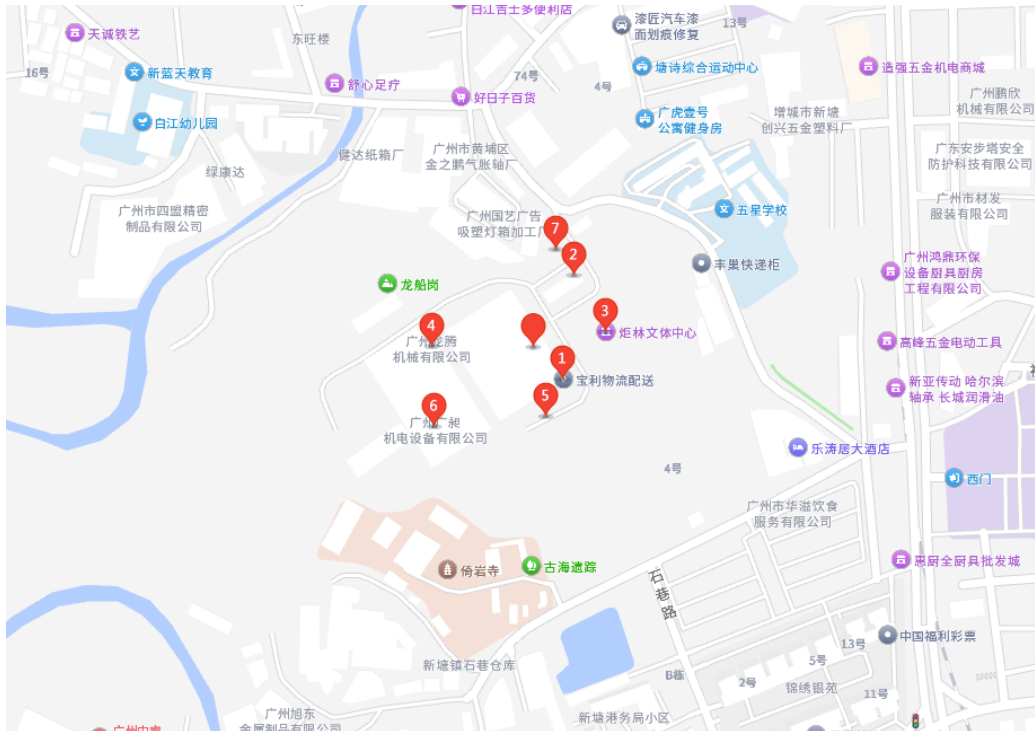 白江吉士多便利店
漆匠汽车漆
面划痕修复
13号
天诚铁艺
东旺楼
16号
新蓝天教育
舒心足疗
74号
4号
塘诗综合运动中心
造强五金机电商城
好日子百货
广州鹏欣
机械有限公司
白江幼儿园
广虎壹号
公寓健身房
增城市新塘
创兴五金塑料厂
健达纸箱厂
广州市黄埔区
金之鹏气胀轴厂
广东安步塔安全
防护科技有限公司
绿康达
广州市四盟精密
制品有限公司
广州国艺广告
吸塑灯箱加工厂
五星学校
广州市材发
服装有限公司
7
2
丰巢快递柜
广州鸿鼎环保
设备厨具厨房
工程有限公司
龙船岗
3
炬林文体中心
4
广州龙腾
机械有限公司
高峰五金电动工具
1
宝利物流配送
新亚传动 哈尔滨
轴承 长城润滑油
5
6
广州广昶
机电设备有限公司
乐涛居大酒店
4号
西门
广州市华溢饮食
服务有限公司
倚岩寺
古海遗踪
惠厨全厨具批发城
石巷路
中国福利彩票
13号
新塘镇石巷仓库
B栋
5号
2号
锦绣银苑
11号
广州旭东
金属制品有限公司
新塘港务局小区